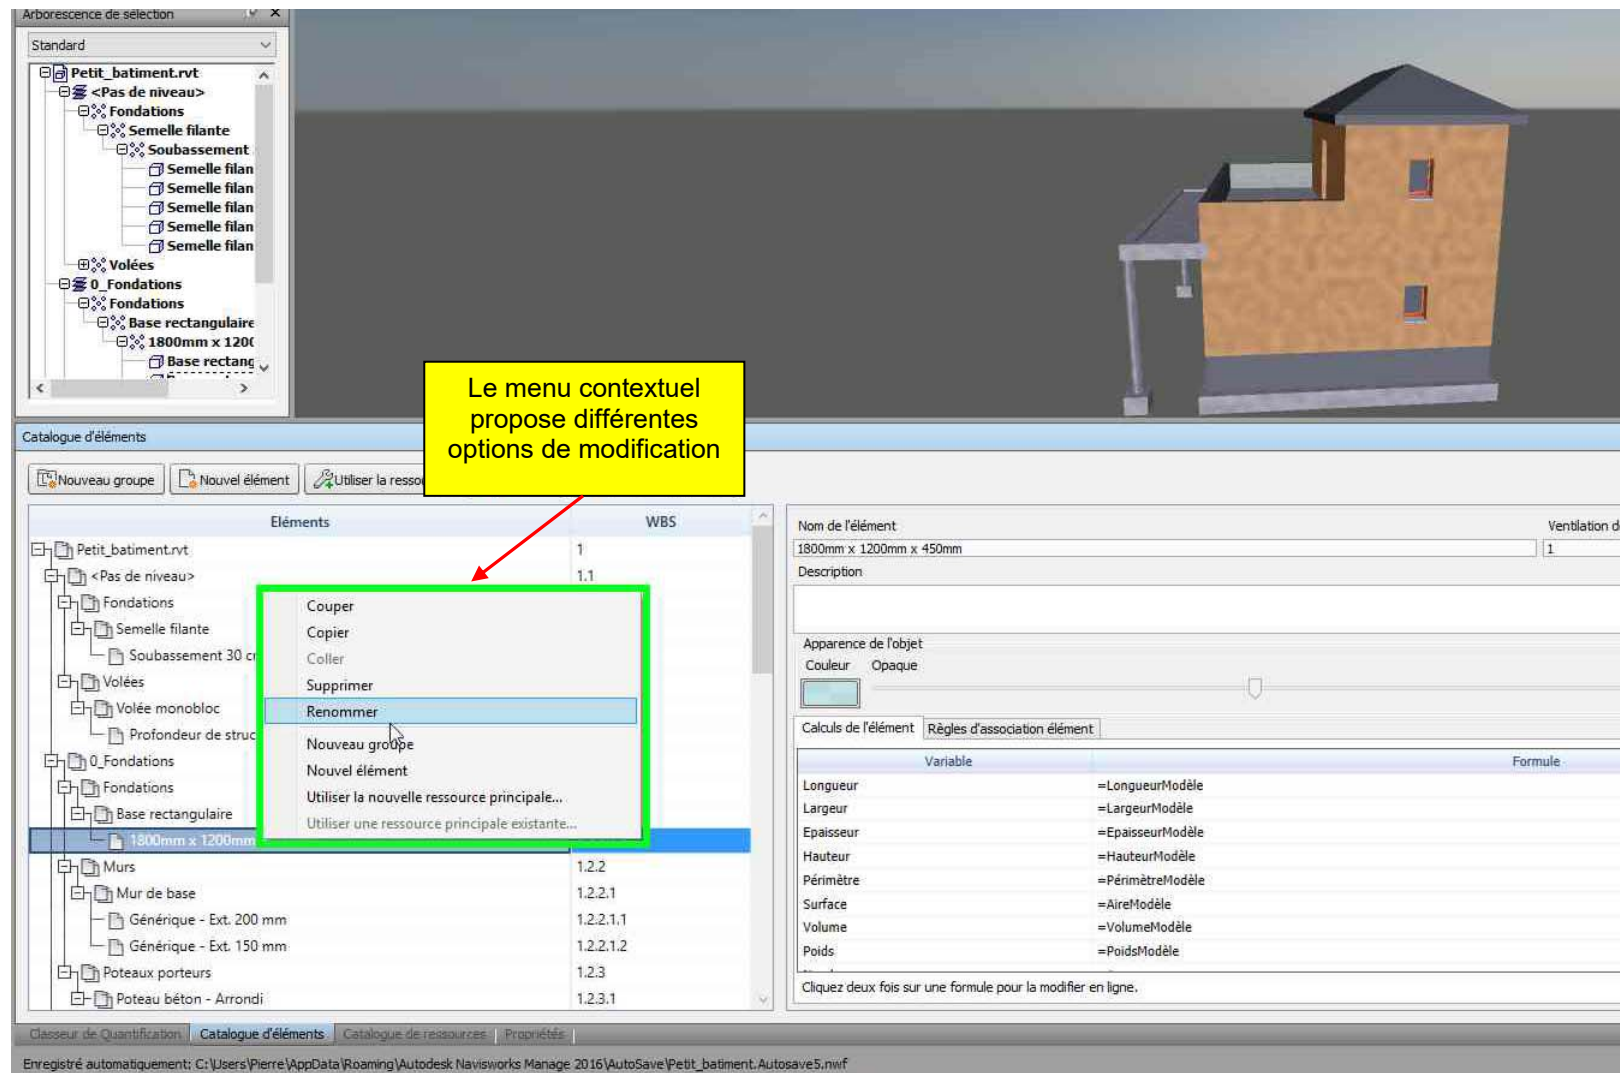 Arborescence de sélection
Standard
Petit_batiment.rvt
<Pas de niveau>
Fondations
Semelle filante
Soubassement
Semelle filan
Semelle filan
Semelle filan
Semelle filan
Semelle filan
Volées
0_Fondations
Fondations
Base rectangulaire
1800mm x 120
Base rectang
Le menu contextuel
propose différentes
options de modification
Catalogue d'éléments
Nouveau groupe
Nouvel élément
Utiliser la resso
Eléments WBS
Petit_batiment.rvt 1
<Pas de niveau> 1.1
Fondations
Semelle filante
Soubassement 30 c
Volées
Volée monobloc
Profondeur de struc
0_Fondations
Fondations
Base rectangulaire
1800mm x 1200mm
Murs 1.2.2
Mur de base 1.2.2.1
Générique - Ext. 200 mm 1.2.2.1.1
Générique - Ext. 150 mm 1.2.2.1.2
Poteaux porteurs 1.2.3
Poteau béton - Arrondi 1.2.3.1
Couper
Copier
Coller
Supprimer
Renommer
Nouveau groupe
Nouvel élément
Utiliser la nouvelle ressource principale...
Utiliser une ressource principale existante...
Nom de l'élément Ventilation d
1800mm x 1200mm x 450mm 1
Description
Apparence de l'objet
Couleur Opaque
Calculs de l'élément Règles d'association élément
Variable Formule
Longueur =LongueurModèle
Largeur =LargeurModèle
Epaisseur =EpaisseurModèle
Hauteur =HauteurModèle
Périmètre =PérimètreModèle
Surface =AireModèle
Volume =VolumeModèle
Poids =PoidsModèle
Cliquez deux fois sur une formule pour la modifier en ligne.
Classeur de Quantification Catalogue d'éléments Catalogue de ressources Propriétés
Enregistré automatiquement: C:\Users\Pierre\AppData\Roaming\Autodesk Navisworks Manage 2016\AutoSave\Petit_batiment.Autosave5.nwf